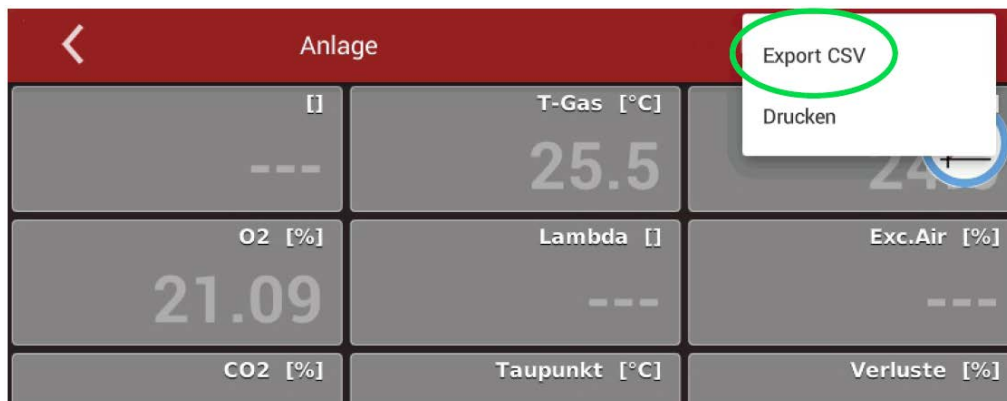 Anlage
Export CSV
Drucken
[]
---
T-Gas [°C]
25.5
O2 [%]
21.09
Lambda []
---
Exc.Air [%]
---
CO2 [%]
Taupunkt [°C]
Verluste [%]